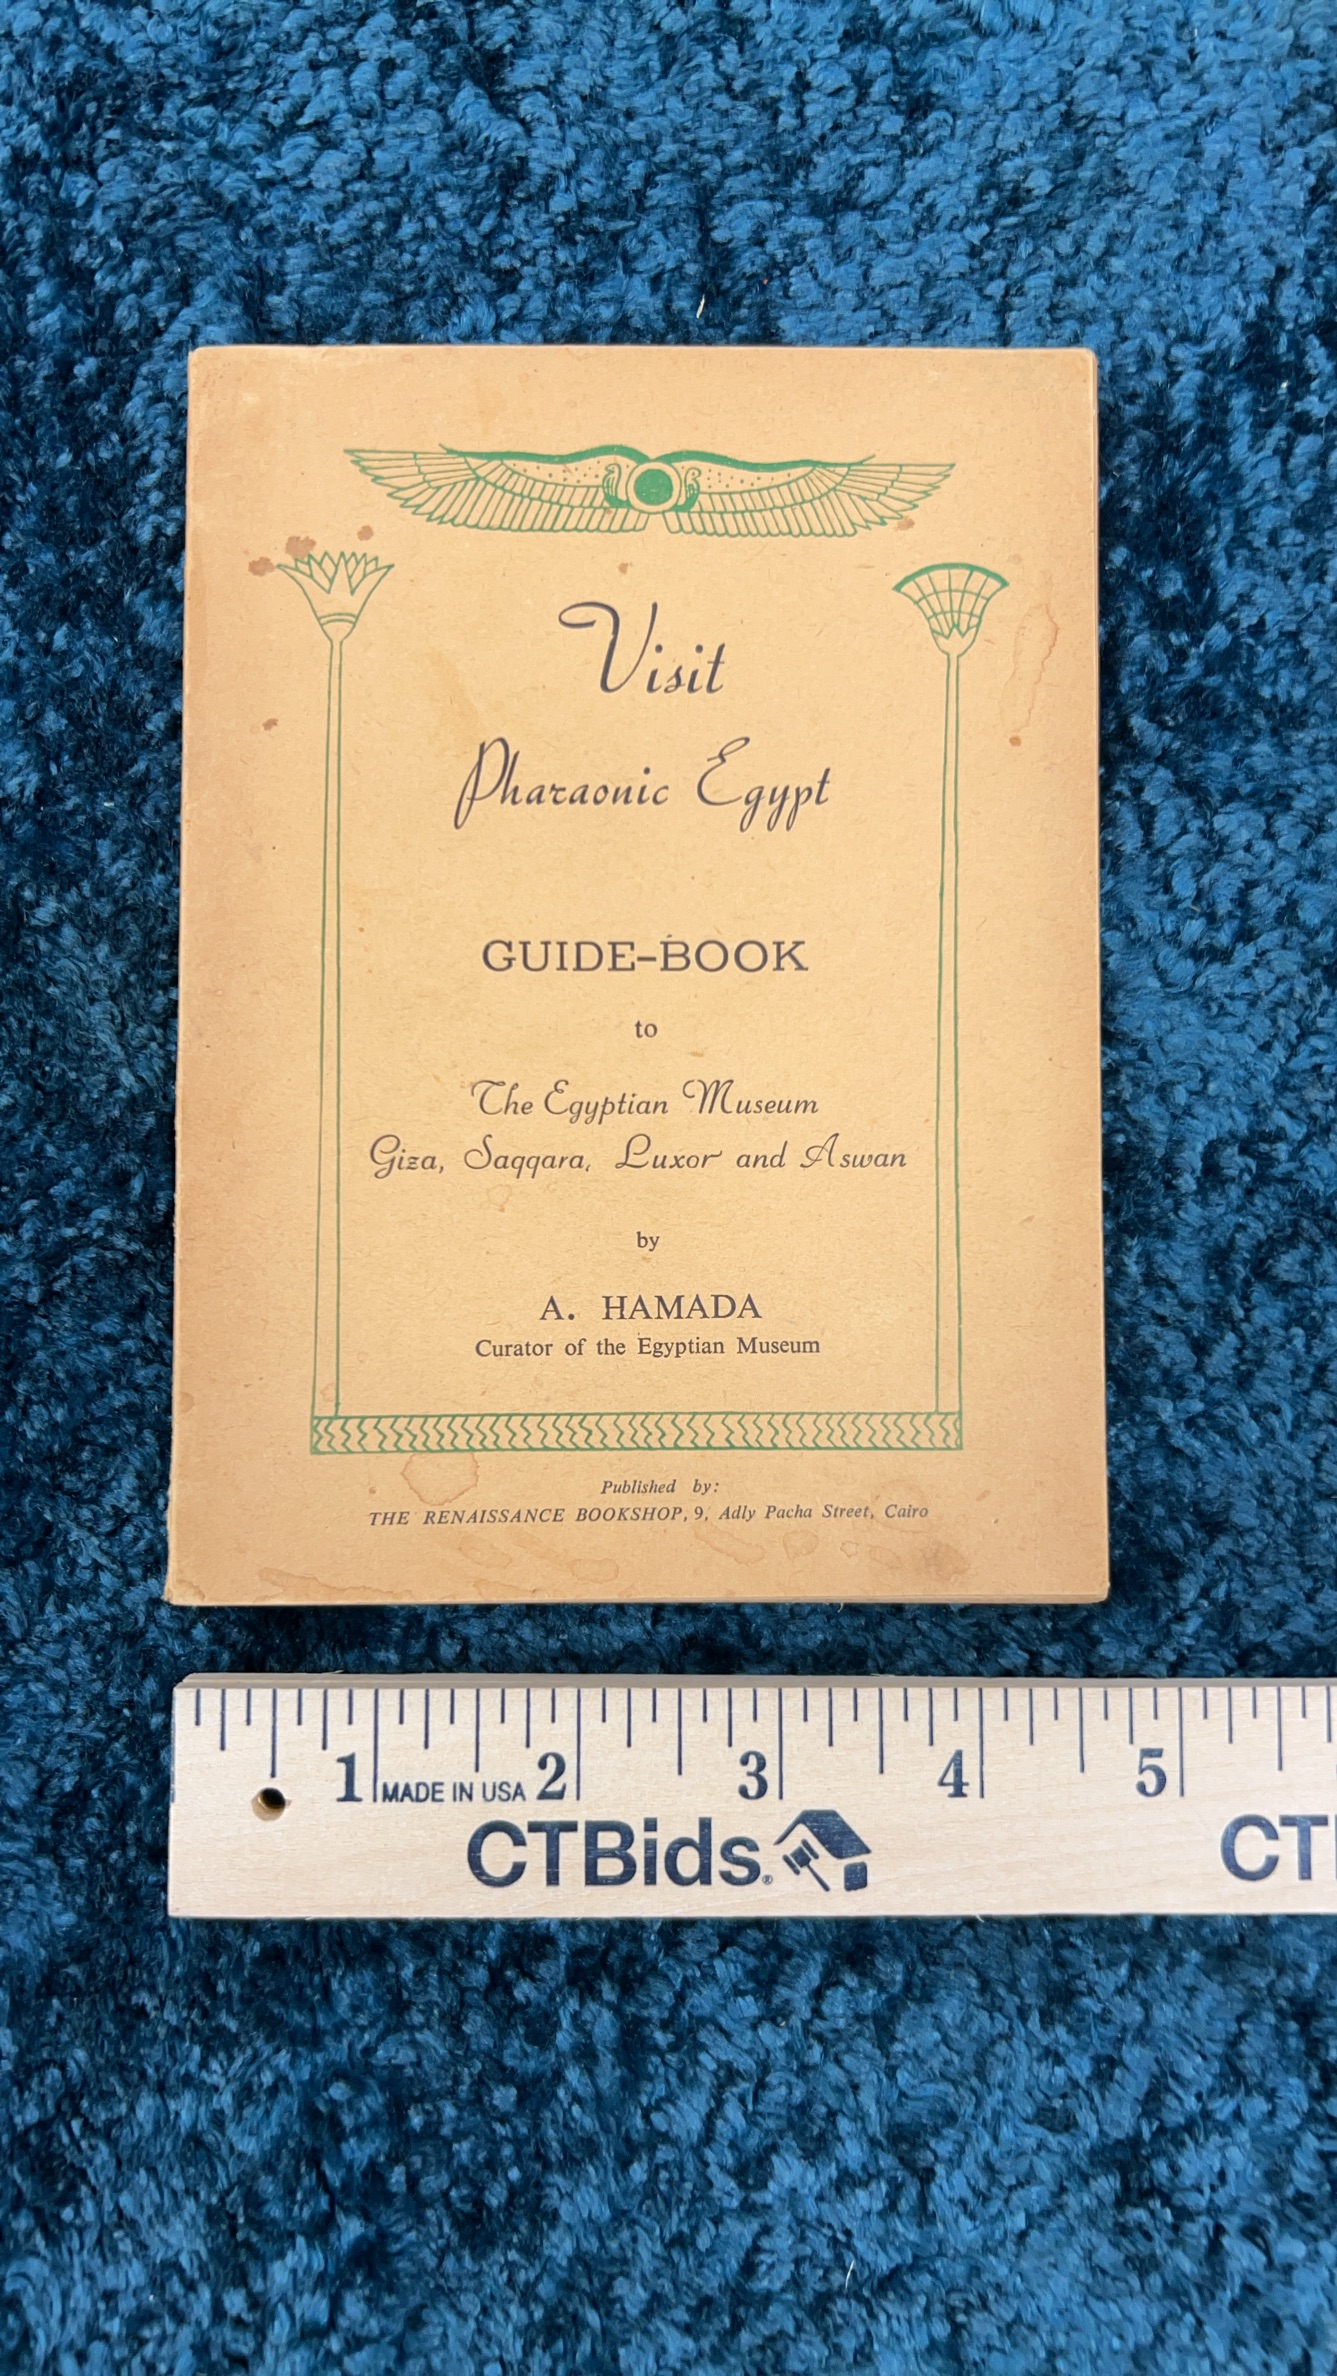 Visit
Pharaonic Egypt
GUIDE-BOOK
to
The Egyptian Museum
Giza, Saqqara, Luxor and Aswan
by
A. HAMADA
Curator of the Egyptian Museum
Published by:
THE RENAISSANCE BOOKSHOP, 9, Adly Pacha Street, Cairo
1 MADE IN USA 2 3 4 5
CTBids® CT